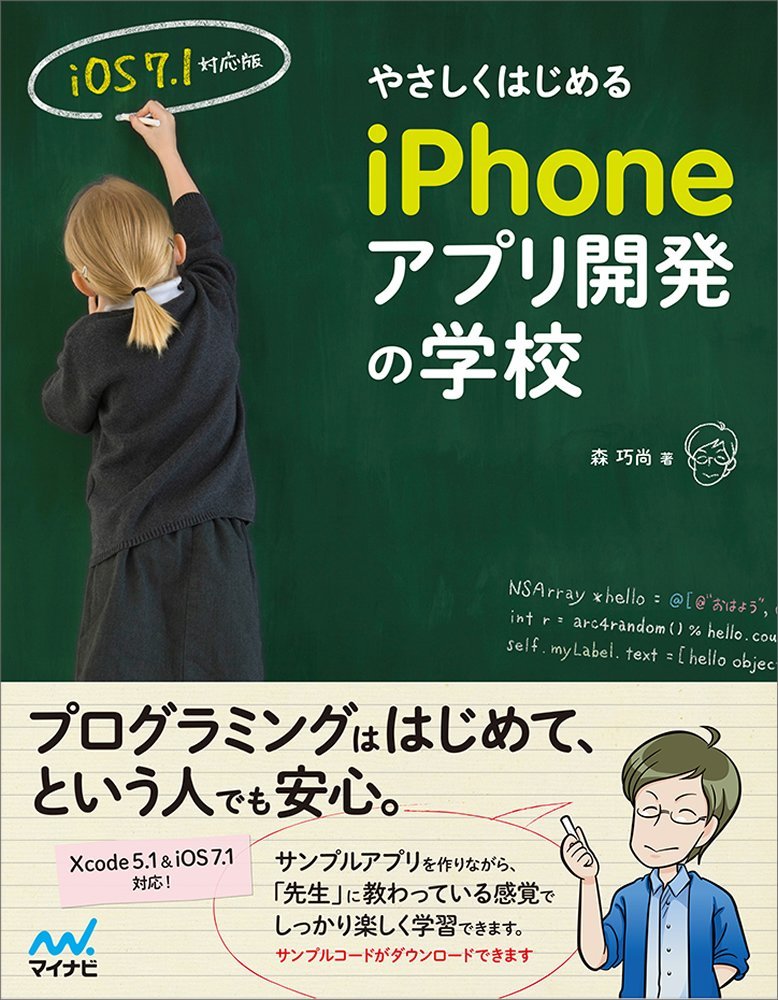 iOS 7.1 対応版
やさしくはじめる
iPhone
アプリ開発
の学校
森 巧尚 著
NSArray *hello = @[@"おはよう",
int r = arc4random() % hello.cou
self.myLabel.text = [hello objec
プログラミングははじめて、
という人でも安心。
Xcode 5.1 & iOS 7.1
対応！
サンプルアプリを作りながら、
「先生」に教わっている感覚で
しっかり楽しく学習できます。
サンプルコードがダウンロードできます
マイナビ